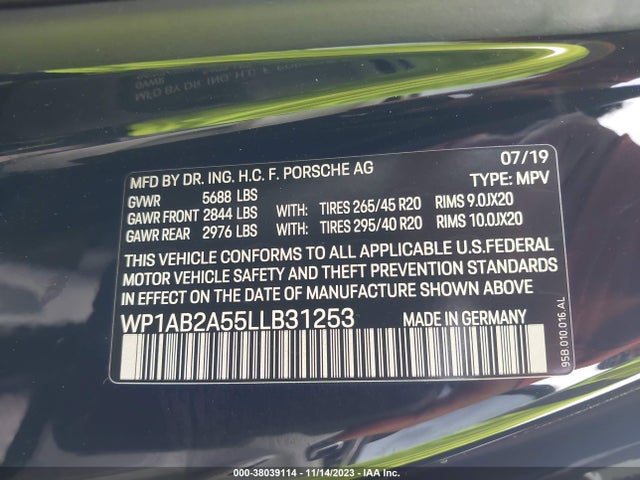 MFD BY DR. ING. H.C. F. PORSCHE AG 07/19
GVWR 5688 LBS TYPE: MPV
GAWR FRONT 2844 LBS WITH: TIRES 265/45 R20 RIMS 9.0JX20
GAWR REAR 2976 LBS WITH: TIRES 295/40 R20 RIMS 10.0JX20
THIS VEHICLE CONFORMS TO ALL APPLICABLE U.S.FEDERAL
MOTOR VEHICLE SAFETY AND THEFT PREVENTION STANDARDS
IN EFFECT ON THE DATE OF MANUFACTURE SHOWN ABOVE
WP1AB2A55LLB31253 MADE IN GERMANY
95B.010.016.AL
000-38039114 - 11/14/2023 - IAA Inc.